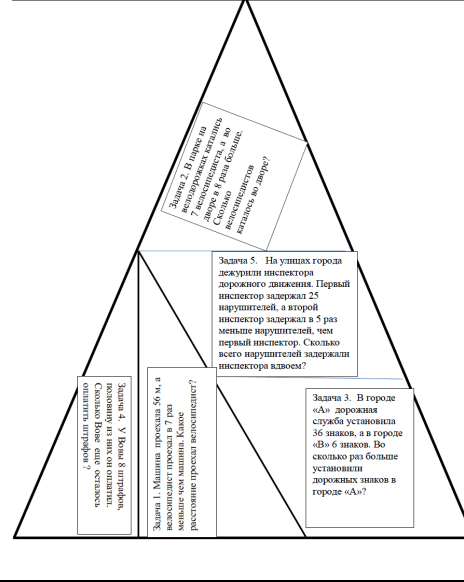 Задача 2. В парке на
велодорожках катались
7 велосипедиста, а  во
дворе в 8 раза больше.
Сколько
велосипедистов
каталось во дворе?
Задача 5.   На улицах города
дежурили инспектора
дорожного движения. Первый
инспектор задержал 25
нарушителей, а второй
инспектор задержал в 5 раз
меньше нарушителей, чем
первый инспектор. Сколько
всего нарушителей задержали
инспектора вдвоем?
Задача 4.  У Вовы 8 штрафов,
половину из них он оплатил.
Сколько Вове  еще осталось
оплатить штрафов ?
Задача 1. Машина  проехала 56 м, а
велосипедист проехал в 7 раз
меньше чем машина. Какое
расстояние проехал велосипедист?
Задача 3.  В городе
«А»  дорожная
служба установила
36 знаков, а в городе
«В» 6 знаков. Во
сколько раз больше
установили
дорожных знаков в
городе «А»?